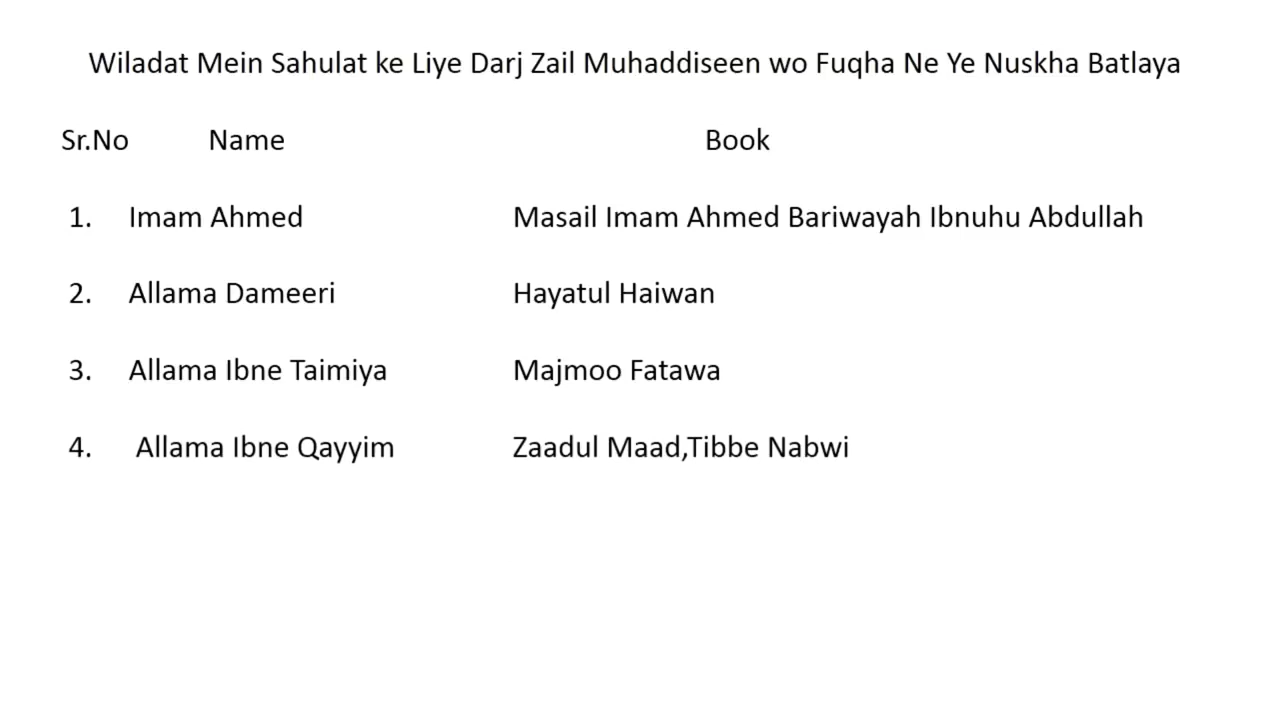 Wiladat Mein Sahulat ke Liye Darj Zail Muhaddiseen wo Fuqha Ne Ye Nuskha Batlaya
Sr.No Name Book
1. Imam Ahmed Masail Imam Ahmed Bariwayah Ibnuhu Abdullah
2. Allama Dameeri Hayatul Haiwan
3. Allama Ibne Taimiya Majmoo Fatawa
4. Allama Ibne Qayyim Zaadul Maad,Tibbe Nabwi